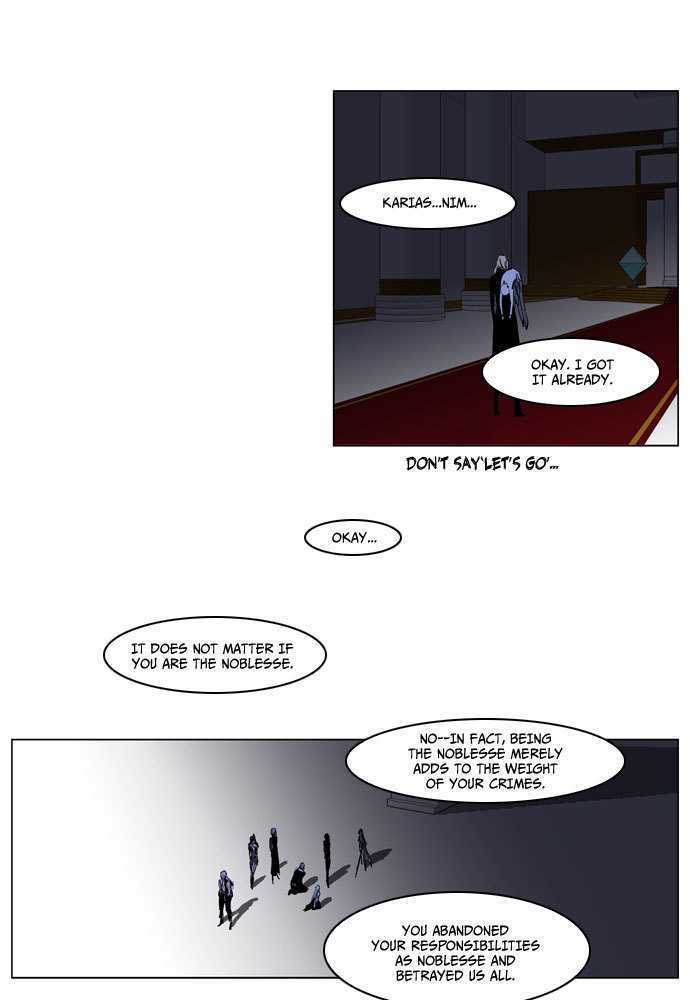 KARIAS...NIM...
OKAY. I GOT
IT ALREADY.
DON'T SAY 'LET'S GO'...
OKAY...
IT DOES NOT MATTER IF
YOU ARE THE NOBLESSE.
NO--IN FACT, BEING
THE NOBLESSE MERELY
ADDS TO THE WEIGHT
OF YOUR CRIMES.
YOU ABANDONED
YOUR RESPONSIBILITIES
AS NOBLESSE AND
BETRAYED US ALL.